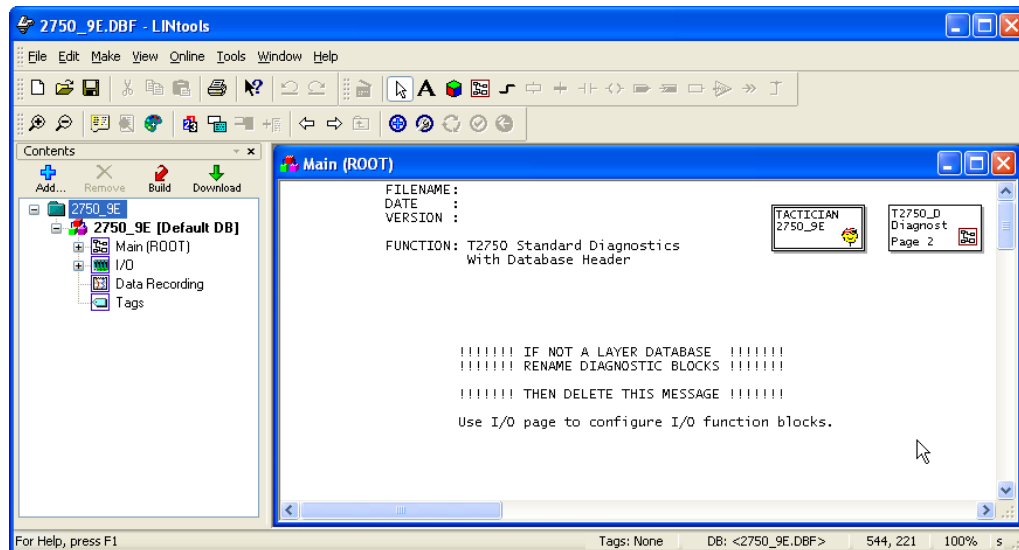 2750_9E.DBF - LINtools
File Edit Make View Online Tools Window Help
Contents
Add... Remove Build Download
2750_9E
2750_9E [Default DB]
Main (ROOT)
I/O
Data Recording
Tags
Main (ROOT)
FILENAME:
DATE :
VERSION :
FUNCTION: T2750 Standard Diagnostics
With Database Header
TACTICIAN
2750_9E
T2750_D
Diagnost
Page 2
!!!!!!! IF NOT A LAYER DATABASE !!!!!!!
!!!!!!! RENAME DIAGNOSTIC BLOCKS !!!!!!!
!!!!!!! THEN DELETE THIS MESSAGE !!!!!!!
Use I/O page to configure I/O function blocks.
For Help, press F1
Tags: None DB: <2750_9E.DBF> 544, 221 100% s